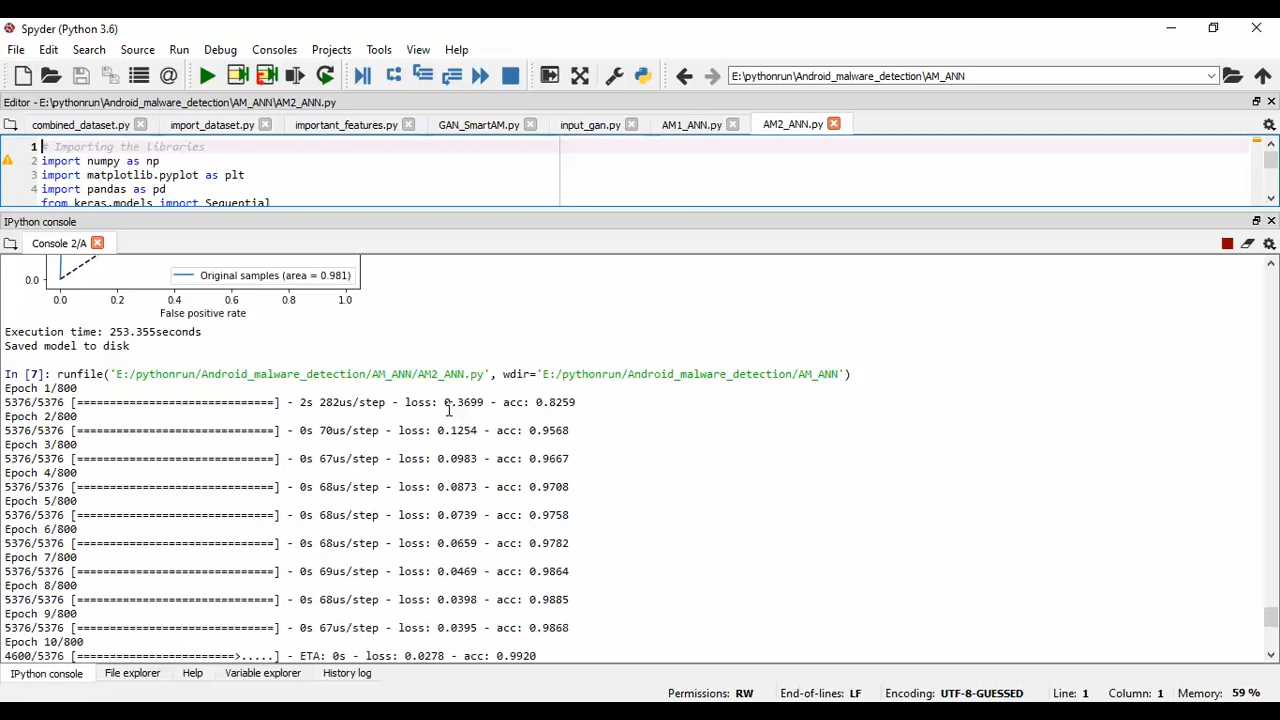 Spyder (Python 3.6)
File Edit Search Source Run Debug Consoles Projects Tools View Help
E:\pythonrun\Android_malware_detection\AM_ANN
Editor - E:\pythonrun\Android_malware_detection\AM_ANN\AM2_ANN.py
combined_dataset.py import_dataset.py important_features.py GAN_SmartAM.py input_gan.py AM1_ANN.py AM2_ANN.py
1 # Importing the libraries
2 import numpy as np
3 import matplotlib.pyplot as plt
4 import pandas as pd
from keras.models import Sequential
IPython console
Console 2/A
Original samples (area = 0.981)
0.0
0.0 0.2 0.4 0.6 0.8 1.0
False positive rate
Execution time: 253.355seconds
Saved model to disk
In [7]: runfile('E:/pythonrun/Android_malware_detection/AM_ANN/AM2_ANN.py', wdir='E:/pythonrun/Android_malware_detection/AM_ANN')
Epoch 1/800
5376/5376 [==============================] - 2s 282us/step - loss: 0.3699 - acc: 0.8259
Epoch 2/800
5376/5376 [==============================] - 0s 70us/step - loss: 0.1254 - acc: 0.9568
Epoch 3/800
5376/5376 [==============================] - 0s 67us/step - loss: 0.0983 - acc: 0.9667
Epoch 4/800
5376/5376 [==============================] - 0s 68us/step - loss: 0.0873 - acc: 0.9708
Epoch 5/800
5376/5376 [==============================] - 0s 68us/step - loss: 0.0739 - acc: 0.9758
Epoch 6/800
5376/5376 [==============================] - 0s 68us/step - loss: 0.0659 - acc: 0.9782
Epoch 7/800
5376/5376 [==============================] - 0s 69us/step - loss: 0.0469 - acc: 0.9864
Epoch 8/800
5376/5376 [==============================] - 0s 68us/step - loss: 0.0398 - acc: 0.9885
Epoch 9/800
5376/5376 [==============================] - 0s 67us/step - loss: 0.0395 - acc: 0.9868
Epoch 10/800
4600/5376 [========================>.....] - ETA: 0s - loss: 0.0278 - acc: 0.9920
IPython console File explorer Help Variable explorer History log
Permissions: RW End-of-lines: LF Encoding: UTF-8-GUESSED Line: 1 Column: 1 Memory: 59 %